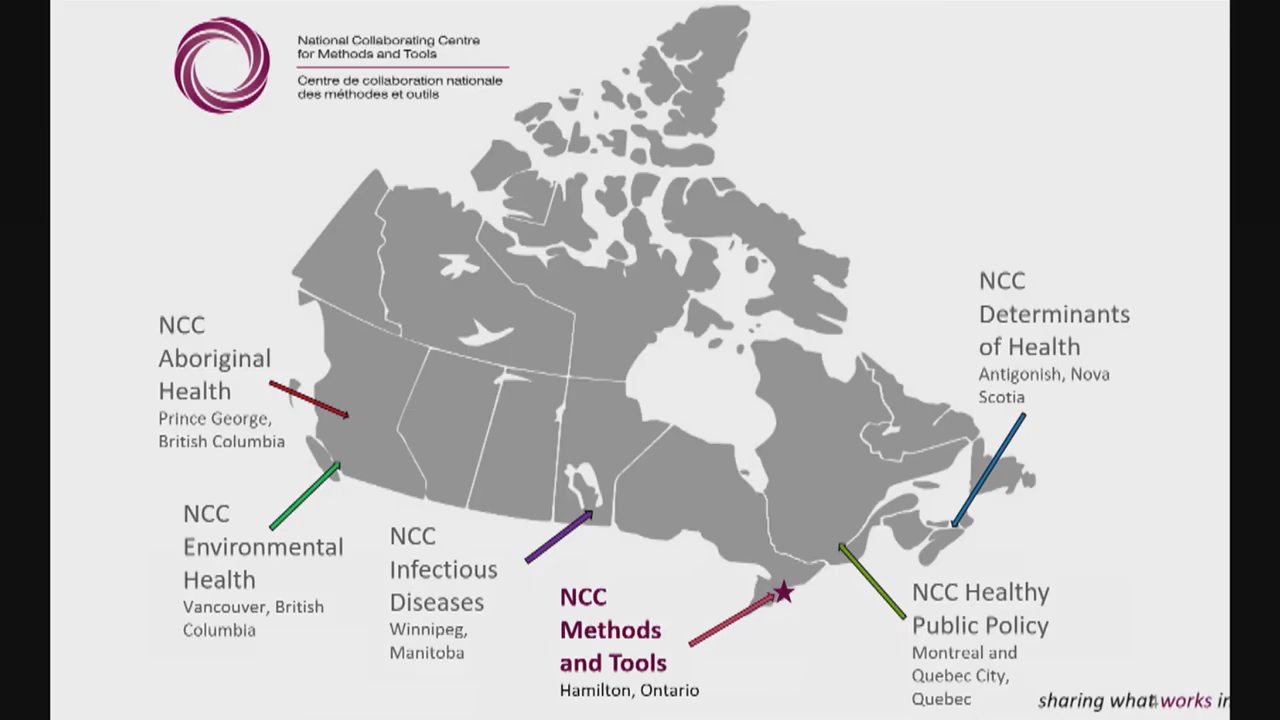 National Collaborating Centre
for Methods and Tools
Centre de collaboration nationale
des méthodes et outils
NCC
Aboriginal
Health
Prince George,
British Columbia
NCC
Environmental
Health
Vancouver, British
Columbia
NCC
Infectious
Diseases
Winnipeg,
Manitoba
NCC
Methods
and Tools
Hamilton, Ontario
NCC Healthy
Public Policy
Montreal and
Quebec City,
Quebec
NCC
Determinants
of Health
Antigonish, Nova
Scotia
sharing what works in